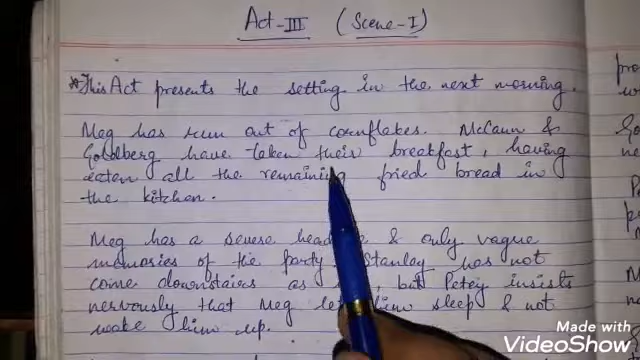 Act-III (Scene-I)
*This Act presents the setting in the next morning.
Meg has run out of cornflakes. McCann &
Goldberg have taken their breakfast, having
eaten all the remaining fried bread in
the kitchen.
Meg has a severe & only vague
memories of the party. Stanley has not
come downstairs as but Petey insists
nervously that Meg him sleep & not
wake him up.
pro
w
G
ne
P
M
Made with
VideoShow